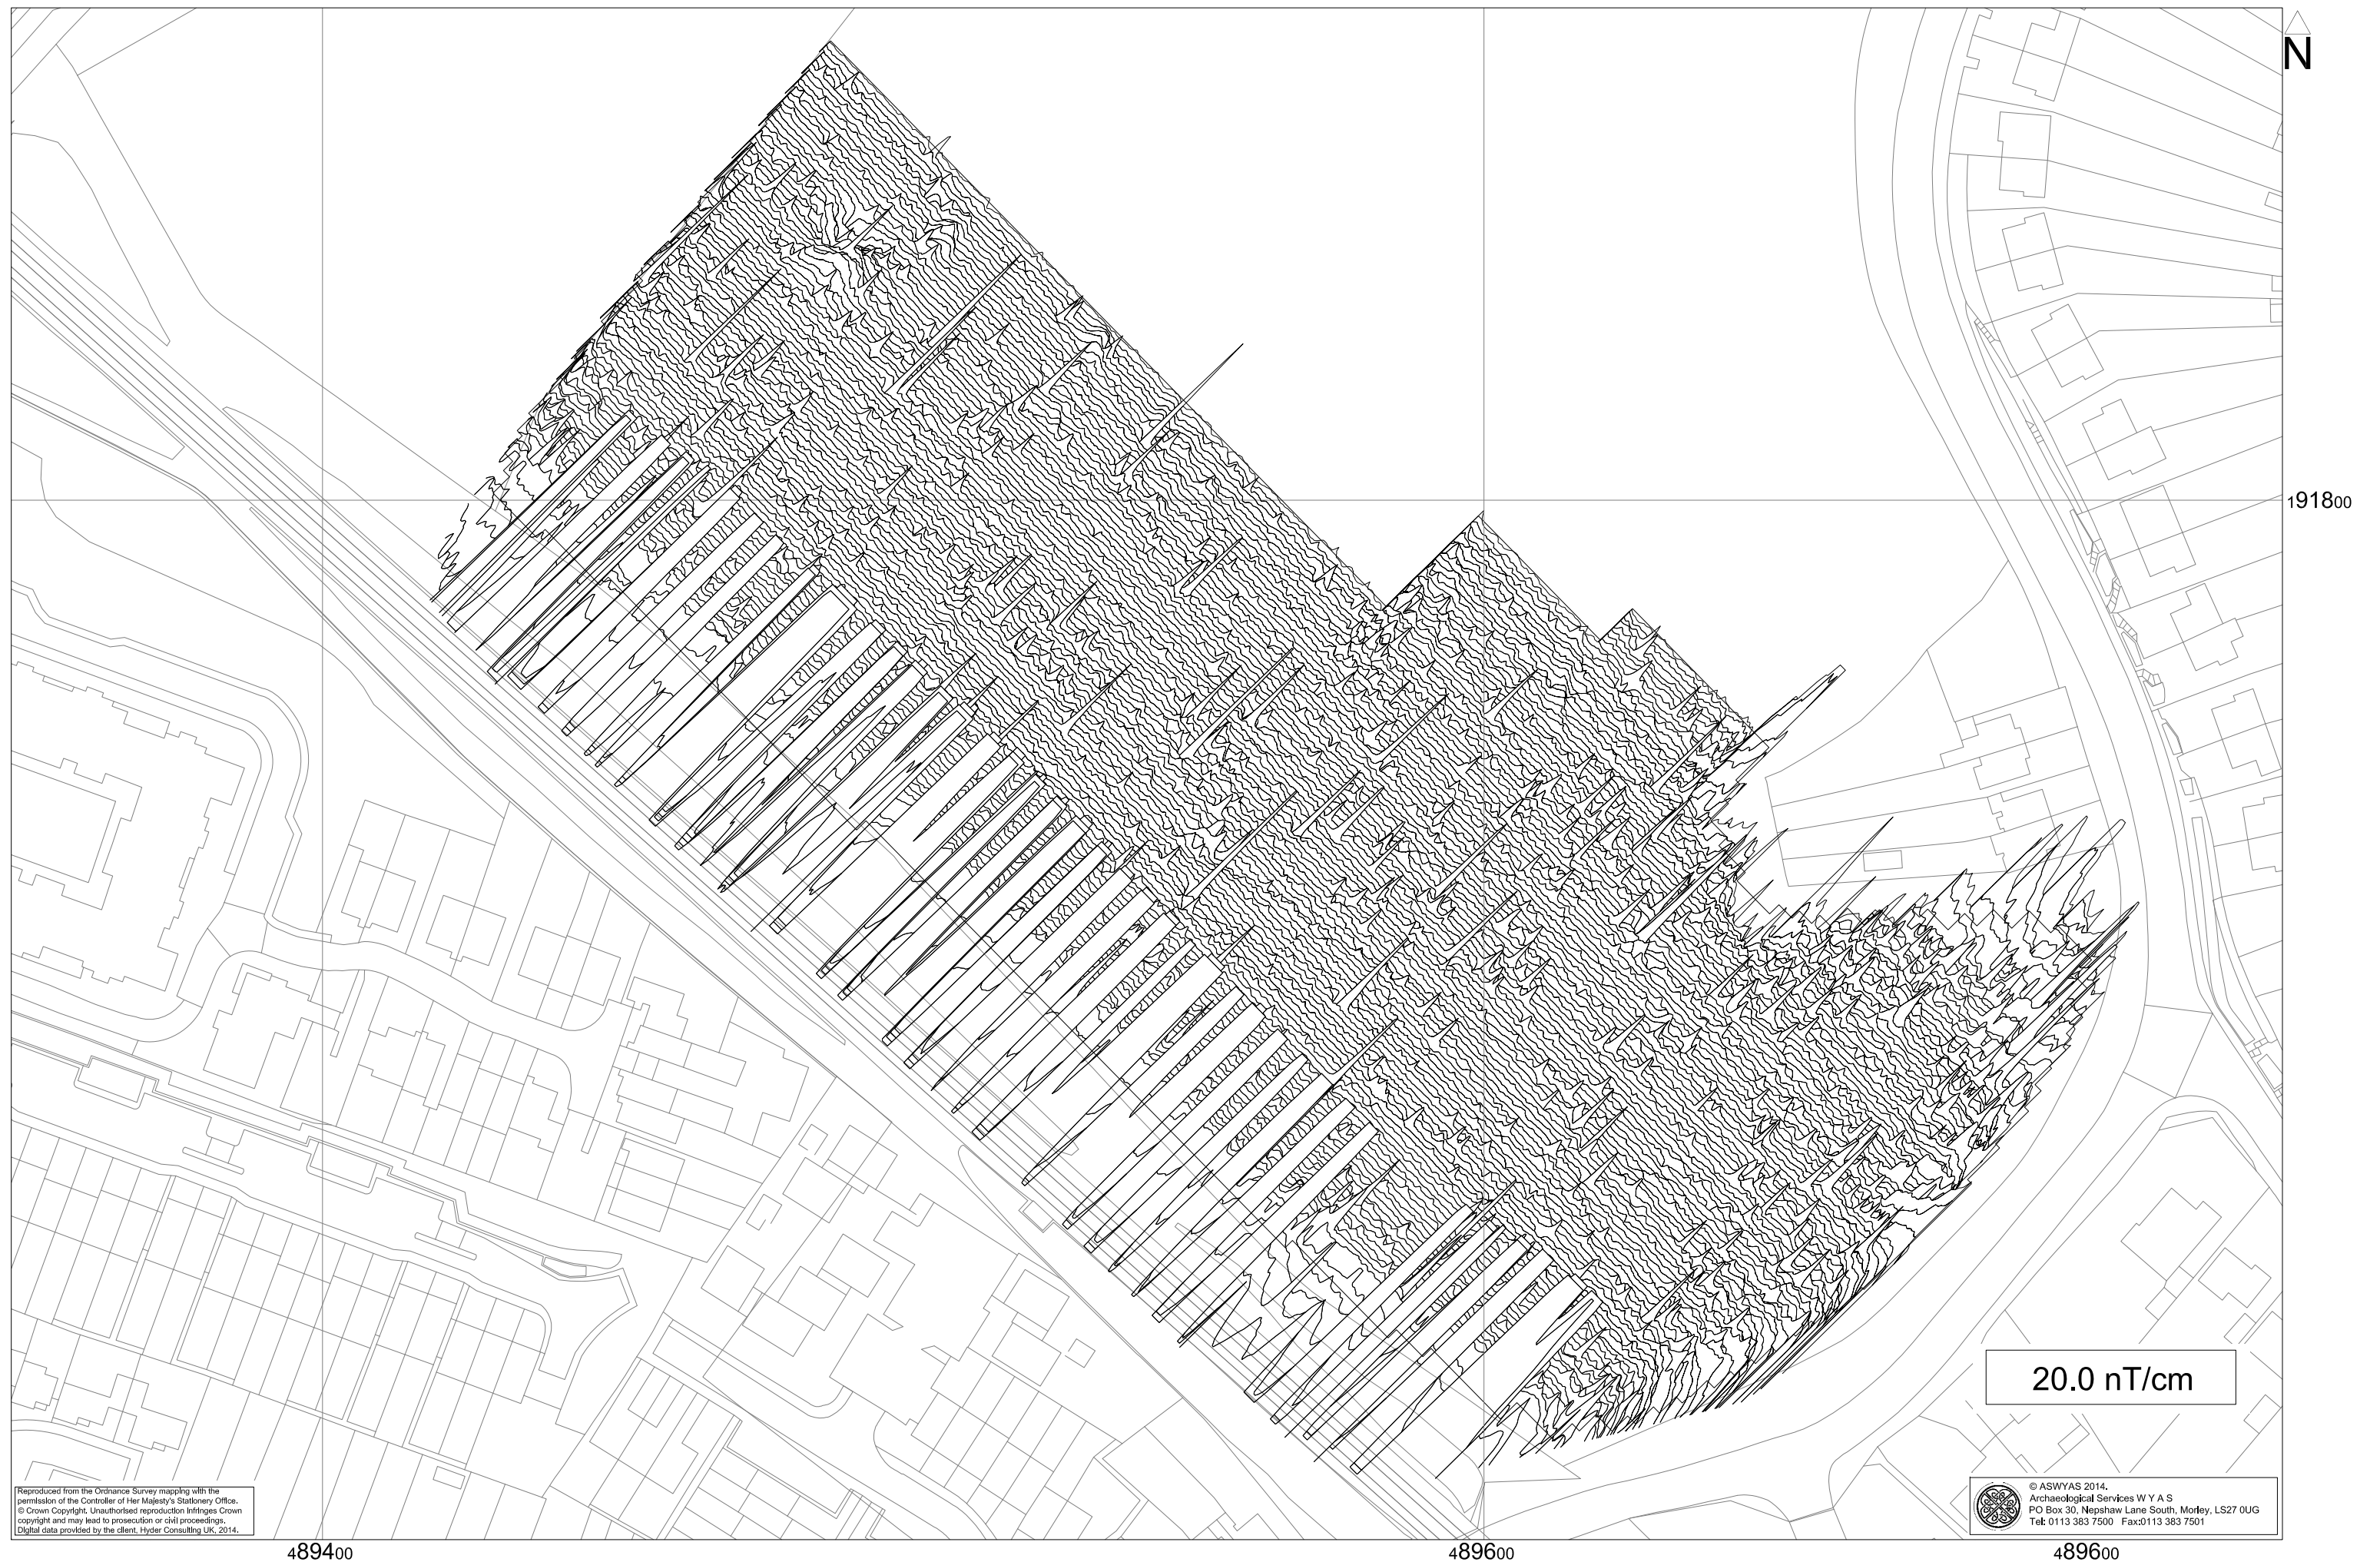 N
191800
20.0 nT/cm
Reproduced from the Ordnance Survey mapping with the
permission of the Controller of Her Majesty's Stationery Office.
© Crown Copyright. Unauthorised reproduction infringes Crown
copyright and may lead to prosecution or civil proceedings.
Digital data provided by the client, Hyder Consulting UK, 2014.
© ASWYAS 2014.
Archaeological Services W Y A S
PO Box 30, Nepshaw Lane South, Morley, LS27 0UG
Tel: 0113 383 7500 Fax:0113 383 7501
489400
489600
489600